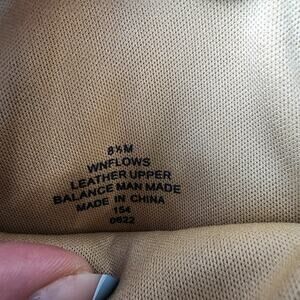 8½M
WNFLOWS
LEATHER UPPER
BALANCE MAN MADE
MADE IN CHINA
154
0622